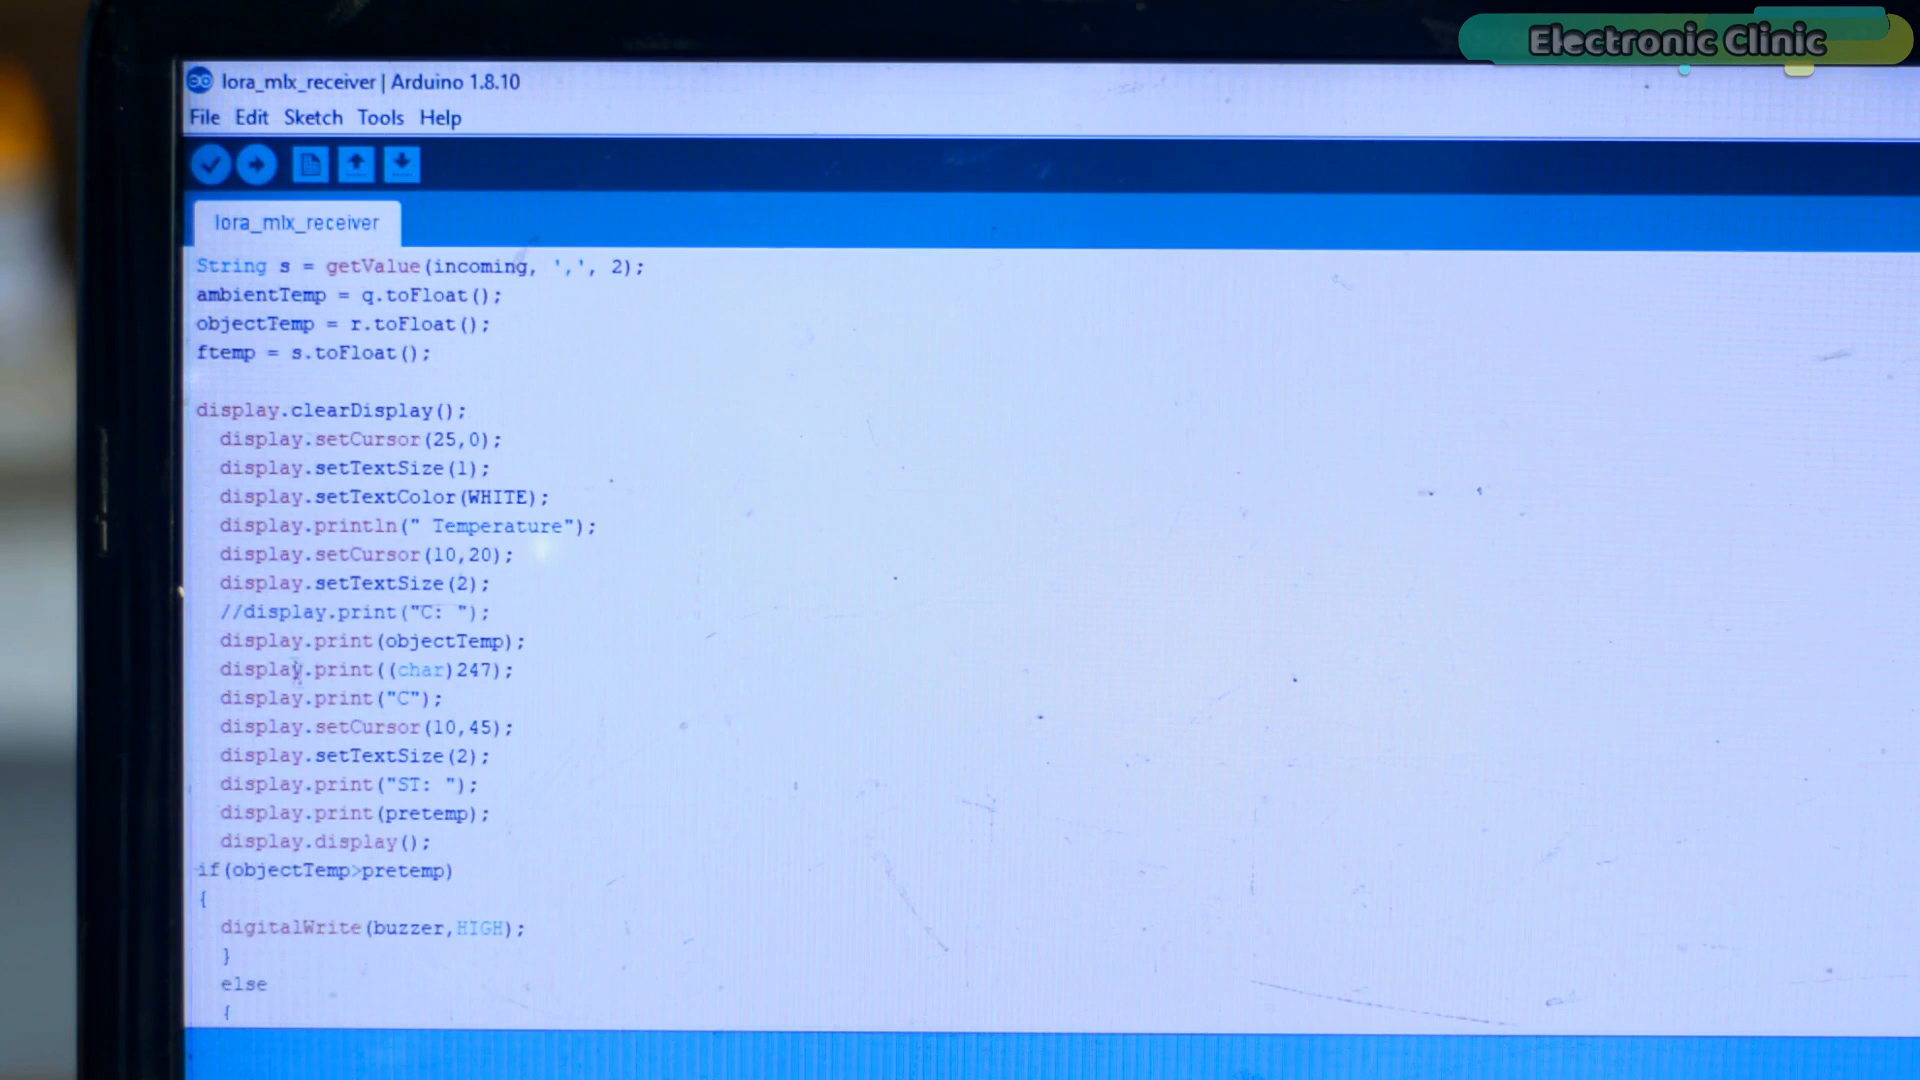 Electronic Clinic
lora_mlx_receiver | Arduino 1.8.10
File Edit Sketch Tools Help
lora_mlx_receiver
String s = getValue(incoming, ',', 2);
ambientTemp = q.toFloat();
objectTemp = r.toFloat();
ftemp = s.toFloat();
display.clearDisplay();
display.setCursor(25,0);
display.setTextSize(1);
display.setTextColor(WHITE);
display.println(" Temperature");
display.setCursor(10,20);
display.setTextSize(2);
//display.print("C: ");
display.print(objectTemp);
display.print((char)247);
display.print("C");
display.setCursor(10,45);
display.setTextSize(2);
display.print("ST: ");
display.print(pretemp);
display.display();
if(objectTemp>pretemp)
{
digitalWrite(buzzer,HIGH);
}
else
{